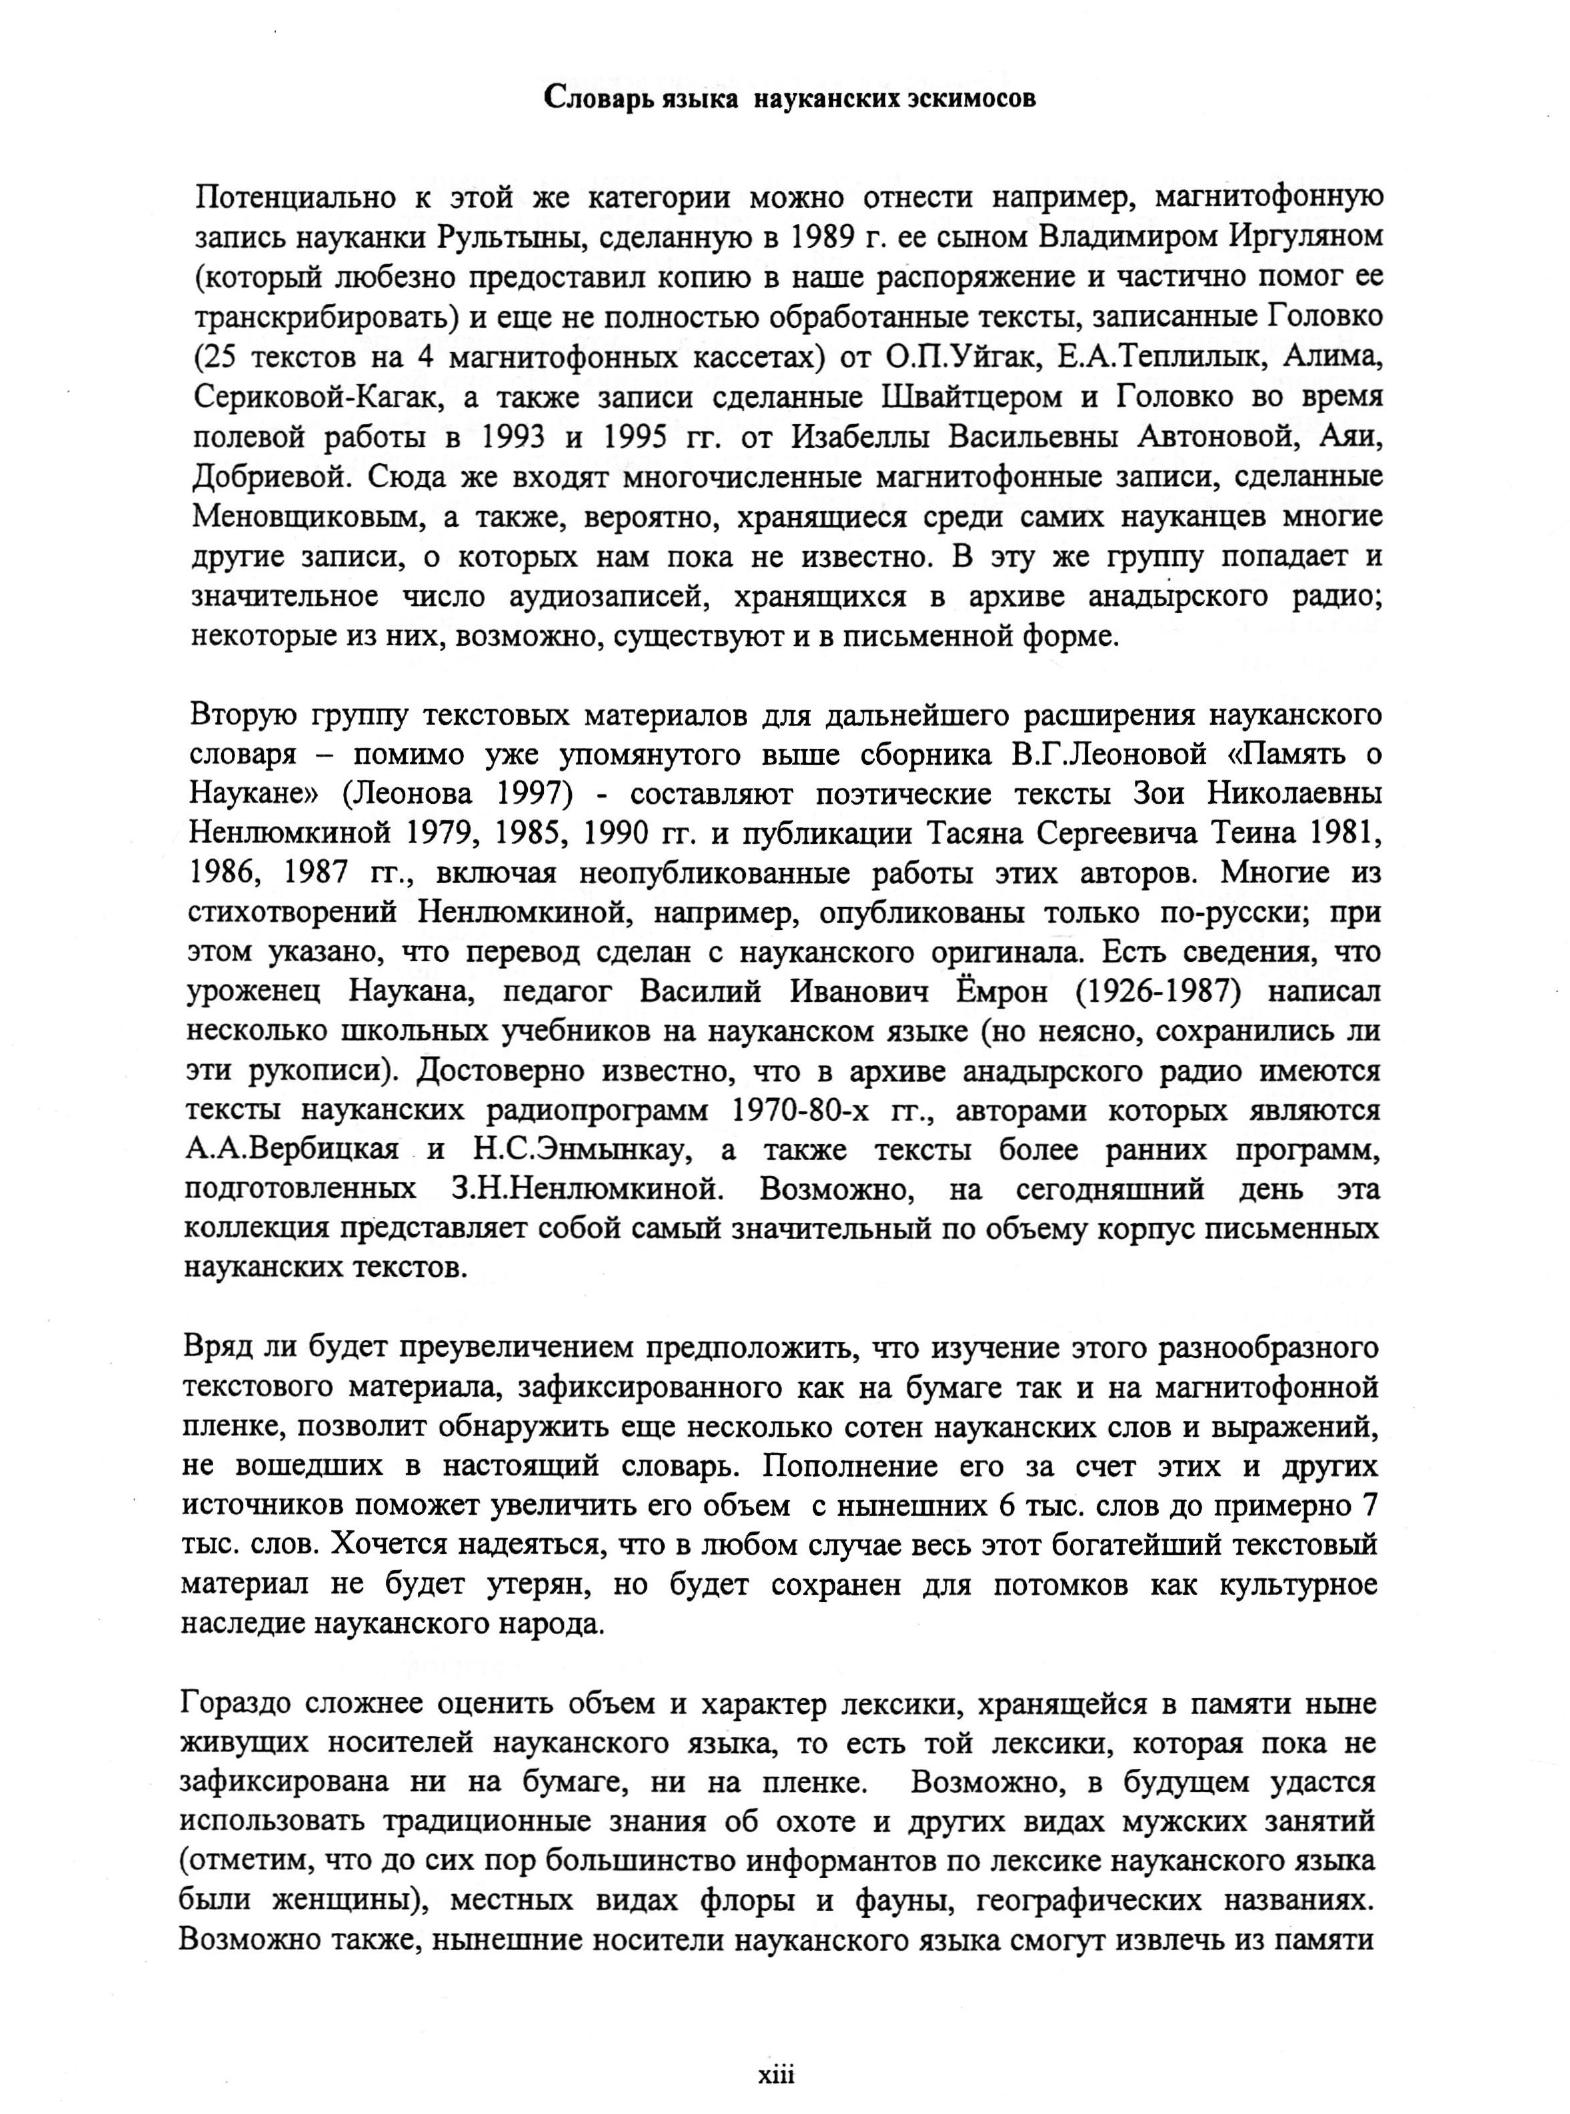 Словарь языка науканских эскимосов
Потенциально к этой же категории можно отнести например, магнитофонную
запись науканки Рультыны, сделанную в 1989 г. ее сыном Владимиром Иргуляном
(который любезно предоставил копию в наше распоряжение и частично помог ее
транскрибировать) и еще не полностью обработанные тексты, записанные Головко
(25 текстов на 4 магнитофонных кассетах) от О.П.Уйгак, Е.А.Теплилык, Алима,
Сериковой-Кагак, а также записи сделанные Швайтцером и Головко во время
полевой работы в 1993 и 1995 гг. от Изабеллы Васильевны Автоновой, Аяи,
Добриевой. Сюда же входят многочисленные магнитофонные записи, сделанные
Меновщиковым, а также, вероятно, хранящиеся среди самих науканцев многие
другие записи, о которых нам пока не известно. В эту же группу попадает и
значительное число аудиозаписей, хранящихся в архиве анадырского радио;
некоторые из них, возможно, существуют и в письменной форме.
Вторую группу текстовых материалов для дальнейшего расширения науканского
словаря – помимо уже упомянутого выше сборника В.Г.Леоновой «Память о
Наукане» (Леонова 1997) - составляют поэтические тексты Зои Николаевны
Ненлюмкиной 1979, 1985, 1990 гг. и публикации Тасяна Сергеевича Теина 1981,
1986, 1987 гг., включая неопубликованные работы этих авторов. Многие из
стихотворений Ненлюмкиной, например, опубликованы только по-русски; при
этом указано, что перевод сделан с науканского оригинала. Есть сведения, что
уроженец Наукана, педагог Василий Иванович Ёмрон (1926-1987) написал
несколько школьных учебников на науканском языке (но неясно, сохранились ли
эти рукописи). Достоверно известно, что в архиве анадырского радио имеются
тексты науканских радиопрограмм 1970-80-х гг., авторами которых являются
А.А.Вербицкая и Н.С.Энмынкау, а также тексты более ранних программ,
подготовленных З.Н.Ненлюмкиной. Возможно, на сегодняшний день эта
коллекция представляет собой самый значительный по объему корпус письменных
науканских текстов.
Вряд ли будет преувеличением предположить, что изучение этого разнообразного
текстового материала, зафиксированного как на бумаге так и на магнитофонной
пленке, позволит обнаружить еще несколько сотен науканских слов и выражений,
не вошедших в настоящий словарь. Пополнение его за счет этих и других
источников поможет увеличить его объем с нынешних 6 тыс. слов до примерно 7
тыс. слов. Хочется надеяться, что в любом случае весь этот богатейший текстовый
материал не будет утерян, но будет сохранен для потомков как культурное
наследие науканского народа.
Гораздо сложнее оценить объем и характер лексики, хранящейся в памяти ныне
живущих носителей науканского языка, то есть той лексики, которая пока не
зафиксирована ни на бумаге, ни на пленке. Возможно, в будущем удастся
использовать традиционные знания об охоте и других видах мужских занятий
(отметим, что до сих пор большинство информантов по лексике науканского языка
были женщины), местных видах флоры и фауны, географических названиях.
Возможно также, нынешние носители науканского языка смогут извлечь из памяти
xiii